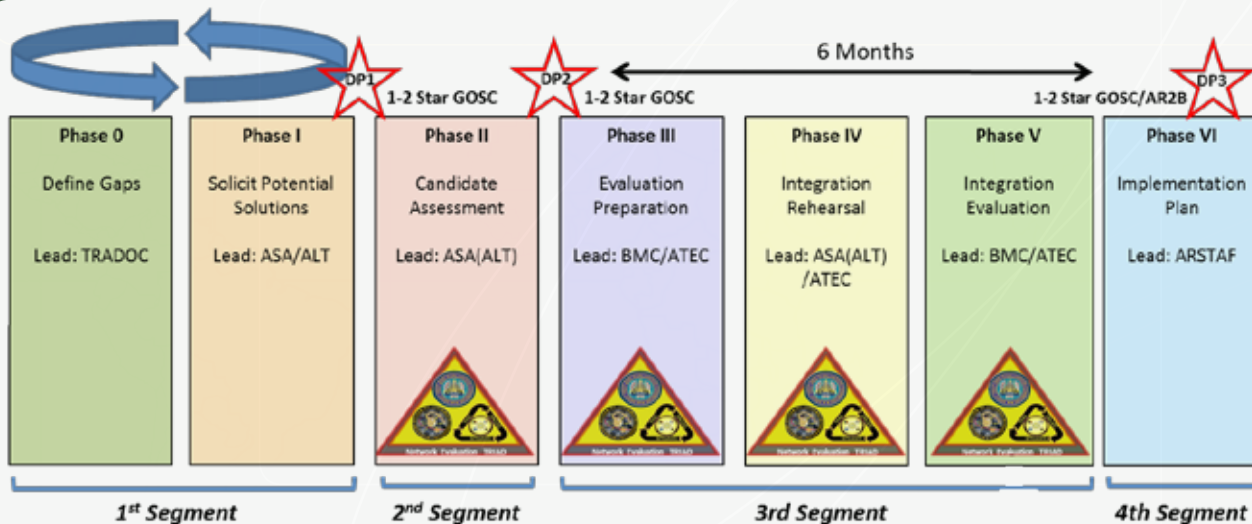 6 Months
DP1
1-2 Star GOSC
DP2
1-2 Star GOSC
1-2 Star GOSC/AR2B
DP3
Phase 0
Define Gaps
Lead: TRADOC
Phase I
Solicit Potential
Solutions
Lead: ASA/ALT
Phase II
Candidate
Assessment
Lead: ASA(ALT)
Network Evaluation TRIAD
Phase III
Evaluation
Preparation
Lead: BMC/ATEC
Network Evaluation TRIAD
Phase IV
Integration
Rehearsal
Lead: ASA(ALT)
/ATEC
Network Evaluation TRIAD
Phase V
Integration
Evaluation
Lead: BMC/ATEC
Network Evaluation TRIAD
Phase VI
Implementation
Plan
Lead: ARSTAF
1st Segment
2nd Segment
3rd Segment
4th Segment